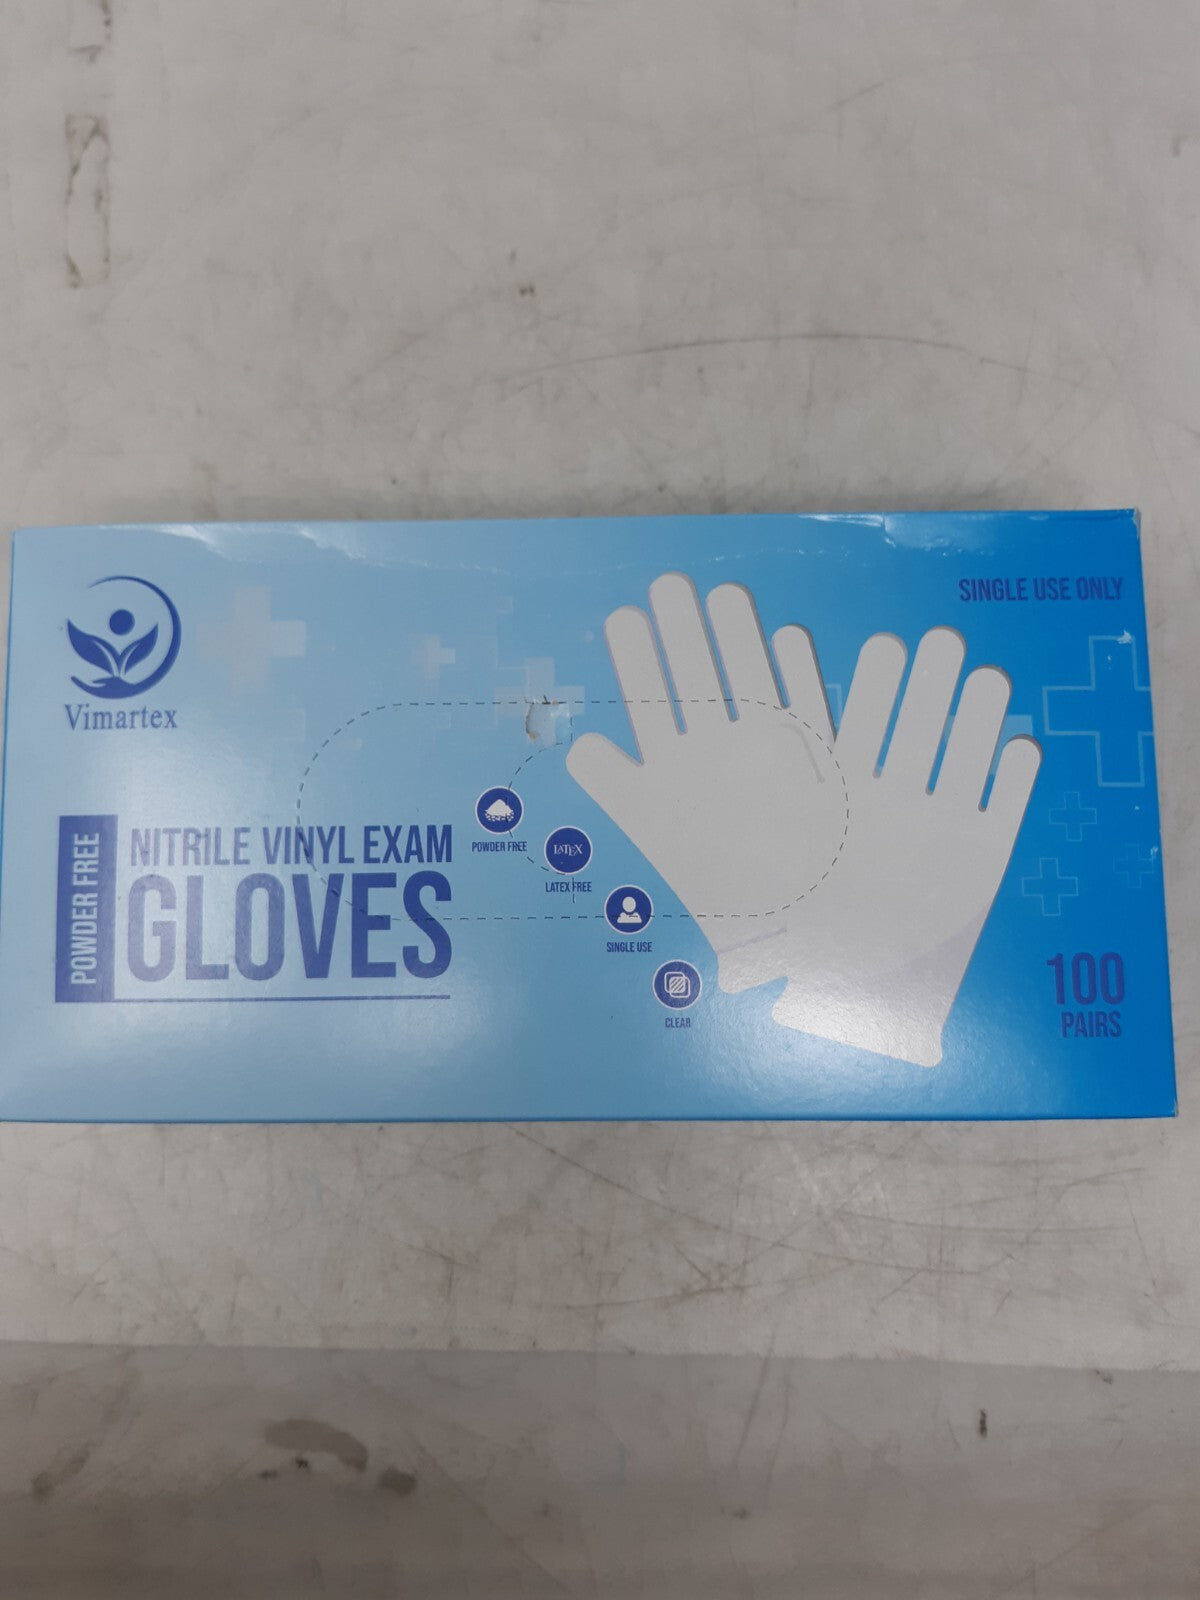 Vimartex
SINGLE USE ONLY
POWDER FREE
NITRILE VINYL EXAM
GLOVES
POWDER FREE
LATEX
LATEX FREE
SINGLE USE
CLEAR
100
PAIRS